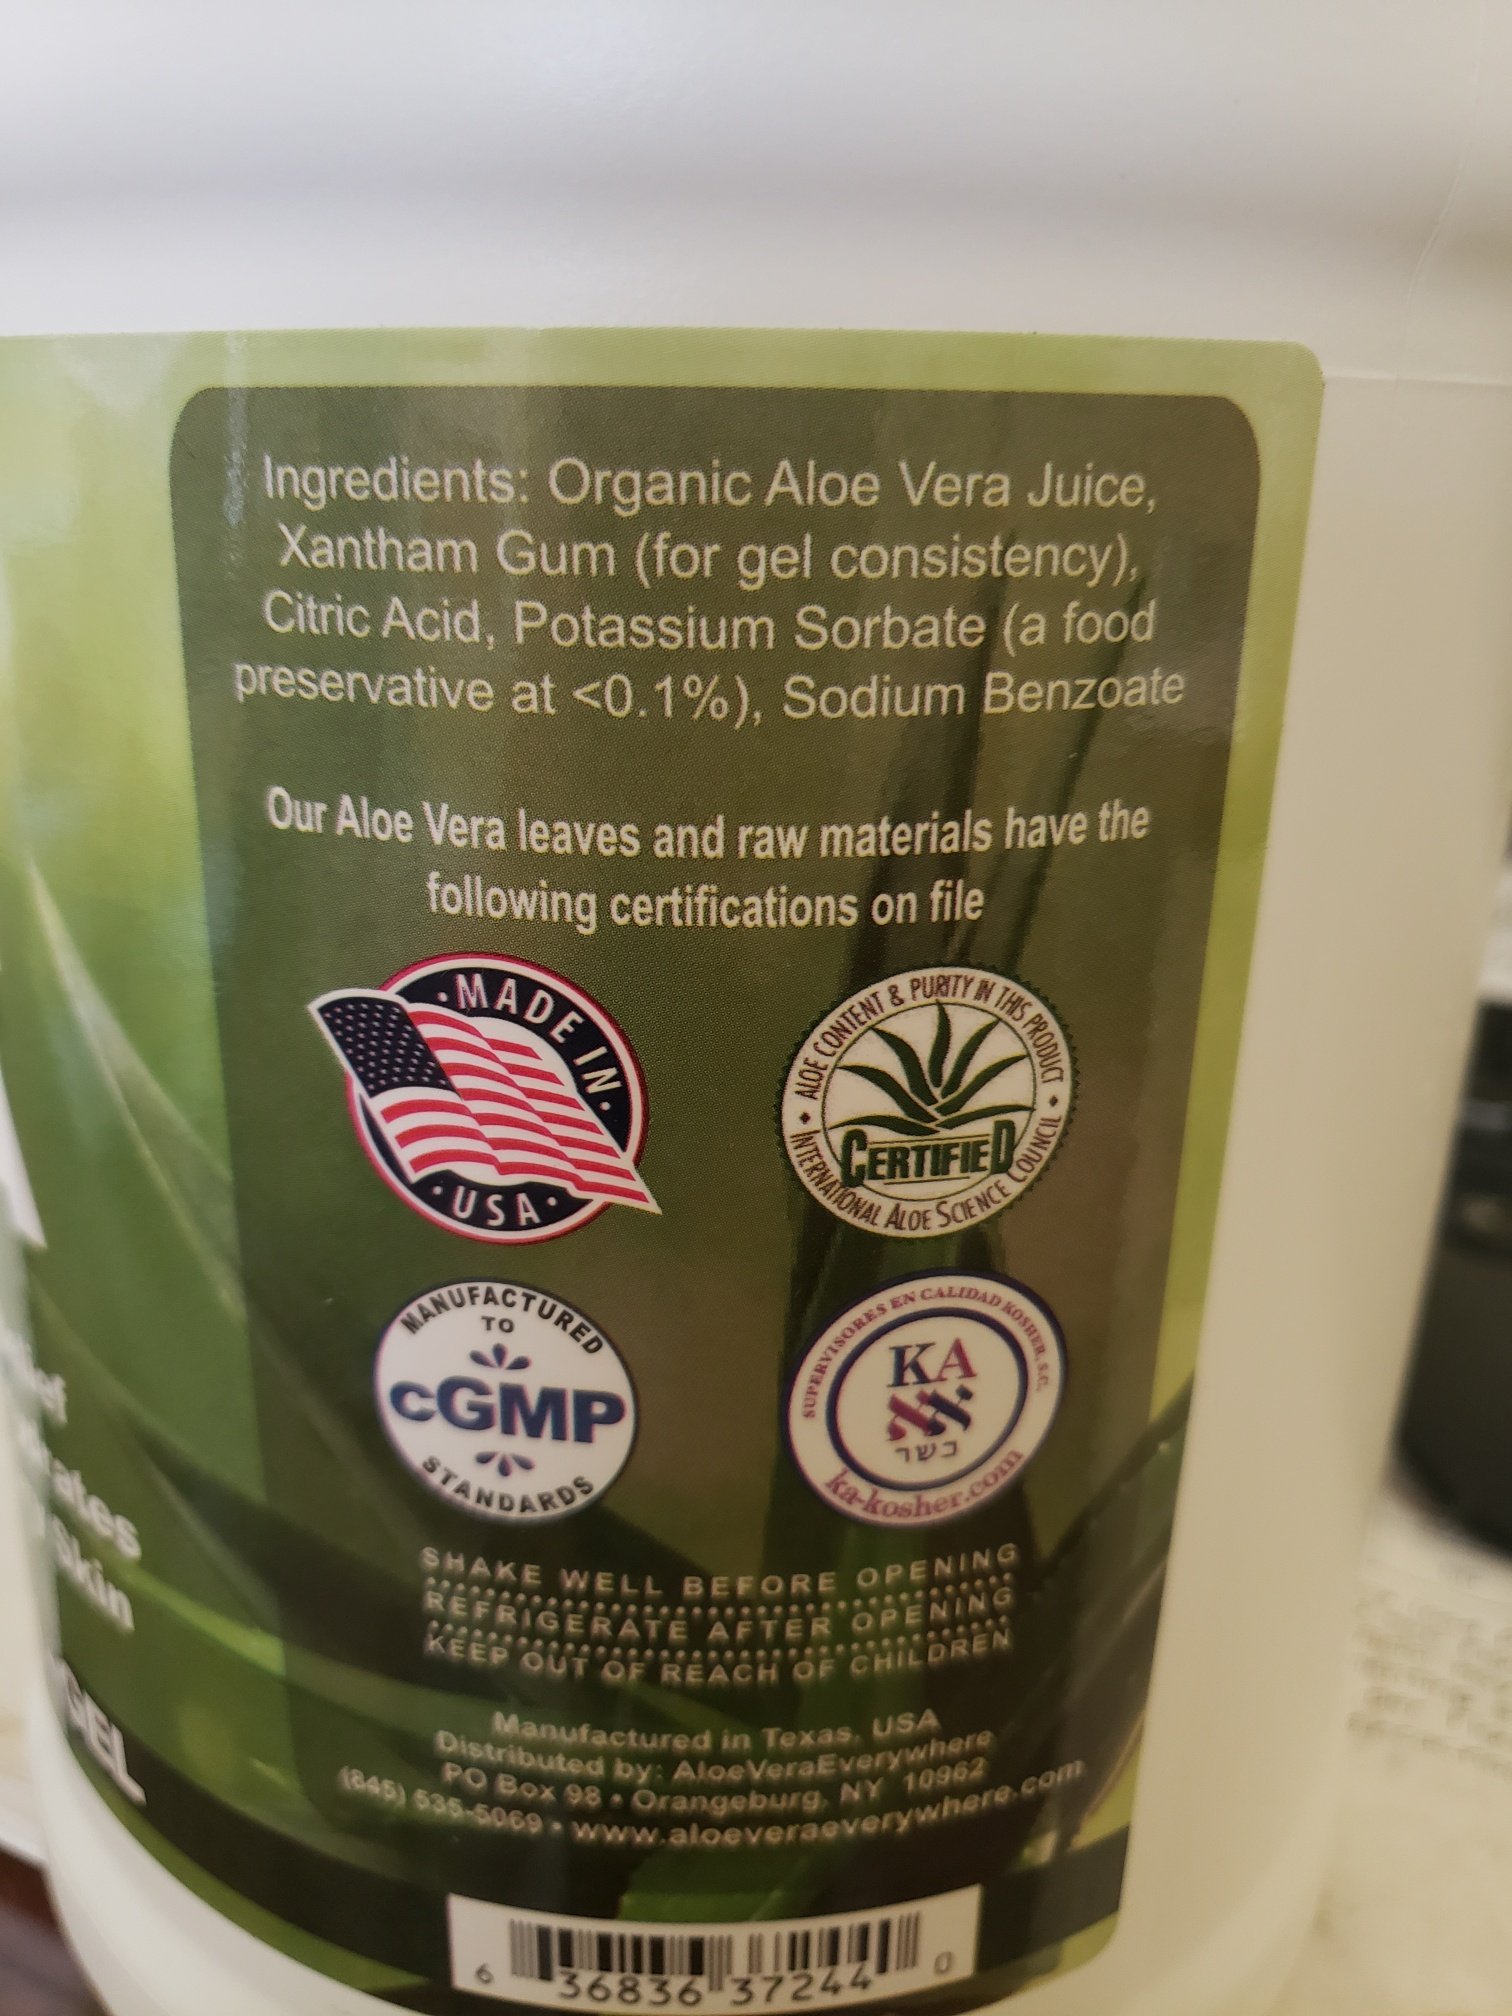 Ingredients: Organic Aloe Vera Juice,
Xantham Gum (for gel consistency),
Citric Acid, Potassium Sorbate (a food
preservative at <0.1%), Sodium Benzoate
Our Aloe Vera leaves and raw materials have the
following certifications on file
·MADE IN·
·USA·
ALOE CONTENT & PURITY IN THIS PRODUCT
CERTIFIED
INTERNATIONAL ALOE SCIENCE COUNCIL
MANUFACTURED
TO
cGMP
STANDARDS
SUPERVISORES EN CALIDAD KOSHER, S.C.
KA
כשר
ka-kosher.com
SHAKE WELL BEFORE OPENING
REFRIGERATE AFTER OPENING
KEEP OUT OF REACH OF CHILDREN
Manufactured in Texas, USA
Distributed by: AloeVeraEverywhere
PO Box 98 • Orangeburg, NY 10962
(845) 535-5069 • www.aloeveraeverywhere.com
6 36836 37244 0
Skin
GEL